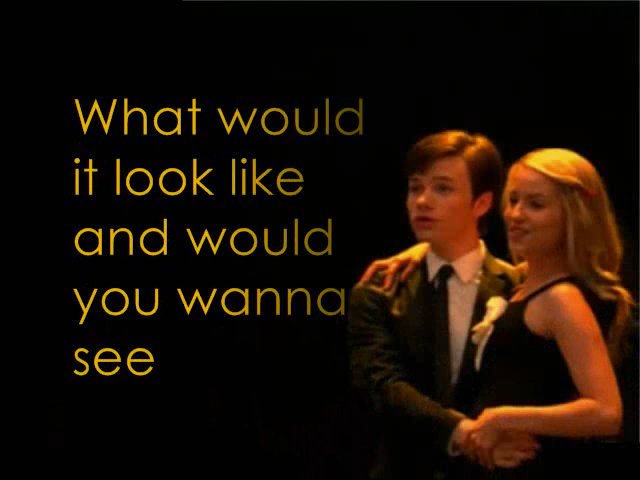 What would
it look like
and would
you wanna
see